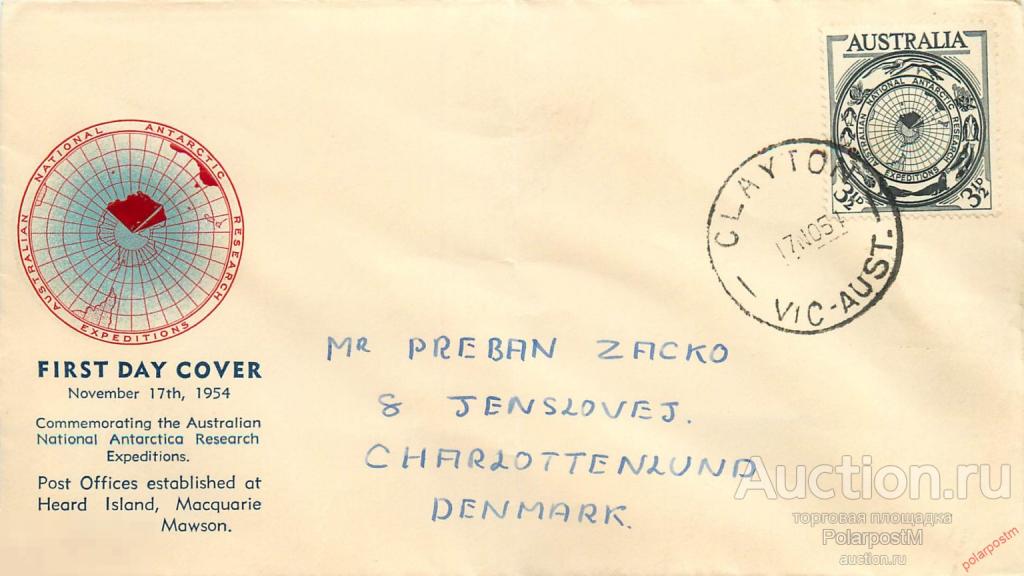 AUSTRALIAN NATIONAL ANTARCTIC RESEARCH EXPEDITIONS
FIRST DAY COVER
November 17th, 1954
Commemorating the Australian
National Antarctica Research
Expeditions.
Post Offices established at
Heard Island, Macquarie
Mawson.
AUSTRALIA
AUSTRALIAN NATIONAL ANTARCTIC RESEARCH EXPEDITIONS
3½D 3½D
CLAYTON
17NO54
VIC-AUST.
MR PREBAN ZACKO
8 JENSLOVEJ.
CHARLOTTENLUND
DENMARK.
Auction.ru
торговая площадка
PolarpostM
auction.ru
polarpostm